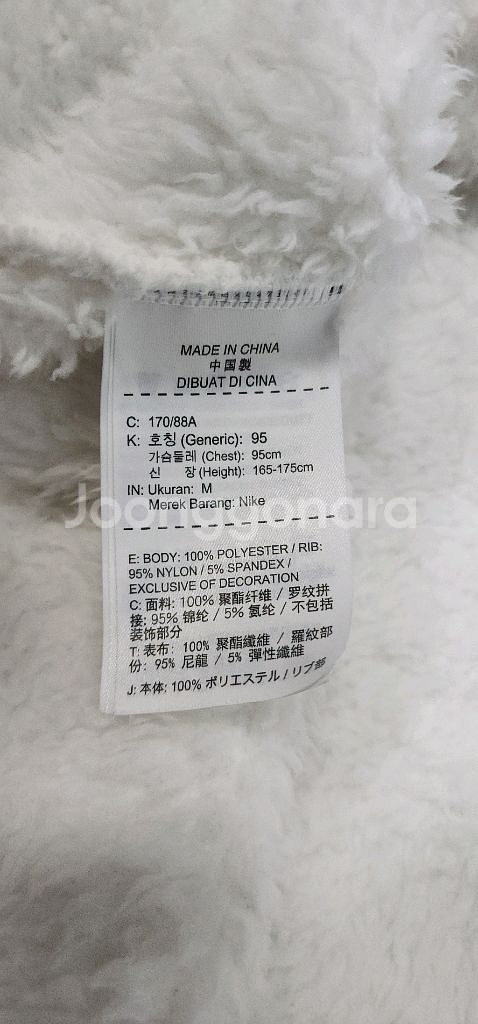 MADE IN CHINA
中国製
DIBUAT DI CINA
C: 170/88A
K: 호칭 (Generic): 95
가슴둘레 (Chest): 95cm
신 장 (Height): 165-175cm
IN: Ukuran: M
Merek Barang: Nike
Joonggonara
E: BODY: 100% POLYESTER / RIB:
95% NYLON / 5% SPANDEX /
EXCLUSIVE OF DECORATION
C: 面料: 100% 聚酯纤维 / 罗纹拼
接: 95% 锦纶 / 5% 氨纶 / 不包括
装饰部分
T: 表布: 100% 聚酯纖維 / 羅紋部
份: 95% 尼龍 / 5% 彈性纖維
J: 本体: 100% ポリエステル / リブ部